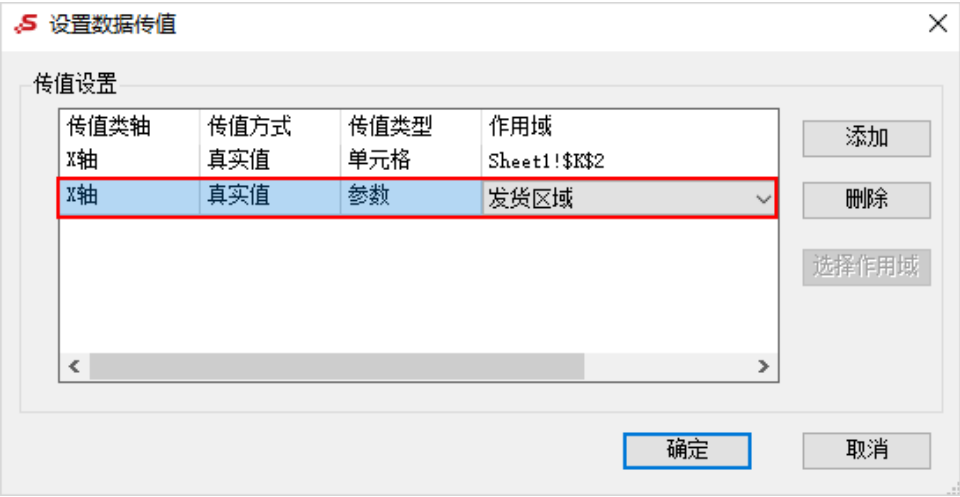 设置数据传值
传值设置
传值类轴 传值方式 传值类型 作用域
X轴 真实值 单元格 Sheet1!$K$2
X轴 真实值 参数 发货区域
添加
删除
选择作用域
确定 取消